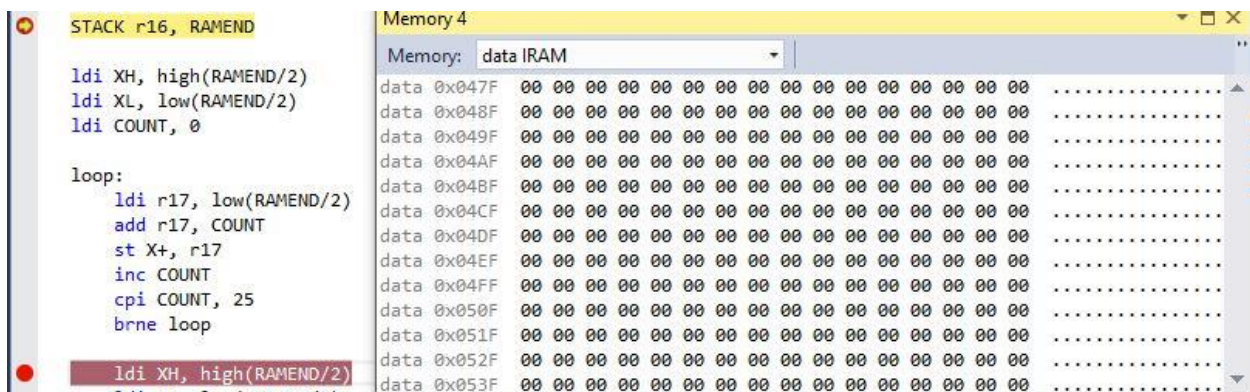 STACK r16, RAMEND
ldi XH, high(RAMEND/2)
ldi XL, low(RAMEND/2)
ldi COUNT, 0
loop:
ldi r17, low(RAMEND/2)
add r17, COUNT
st X+, r17
inc COUNT
cpi COUNT, 25
brne loop
ldi XH, high(RAMEND/2)
Memory 4
Memory: data IRAM
data 0x047F 00 00 00 00 00 00 00 00 00 00 00 00 00 00 00 00 ................
data 0x048F 00 00 00 00 00 00 00 00 00 00 00 00 00 00 00 00 ................
data 0x049F 00 00 00 00 00 00 00 00 00 00 00 00 00 00 00 00 ................
data 0x04AF 00 00 00 00 00 00 00 00 00 00 00 00 00 00 00 00 ................
data 0x04BF 00 00 00 00 00 00 00 00 00 00 00 00 00 00 00 00 ................
data 0x04CF 00 00 00 00 00 00 00 00 00 00 00 00 00 00 00 00 ................
data 0x04DF 00 00 00 00 00 00 00 00 00 00 00 00 00 00 00 00 ................
data 0x04EF 00 00 00 00 00 00 00 00 00 00 00 00 00 00 00 00 ................
data 0x04FF 00 00 00 00 00 00 00 00 00 00 00 00 00 00 00 00 ................
data 0x050F 00 00 00 00 00 00 00 00 00 00 00 00 00 00 00 00 ................
data 0x051F 00 00 00 00 00 00 00 00 00 00 00 00 00 00 00 00 ................
data 0x052F 00 00 00 00 00 00 00 00 00 00 00 00 00 00 00 00 ................
data 0x053F 00 00 00 00 00 00 00 00 00 00 00 00 00 00 00 00 ................